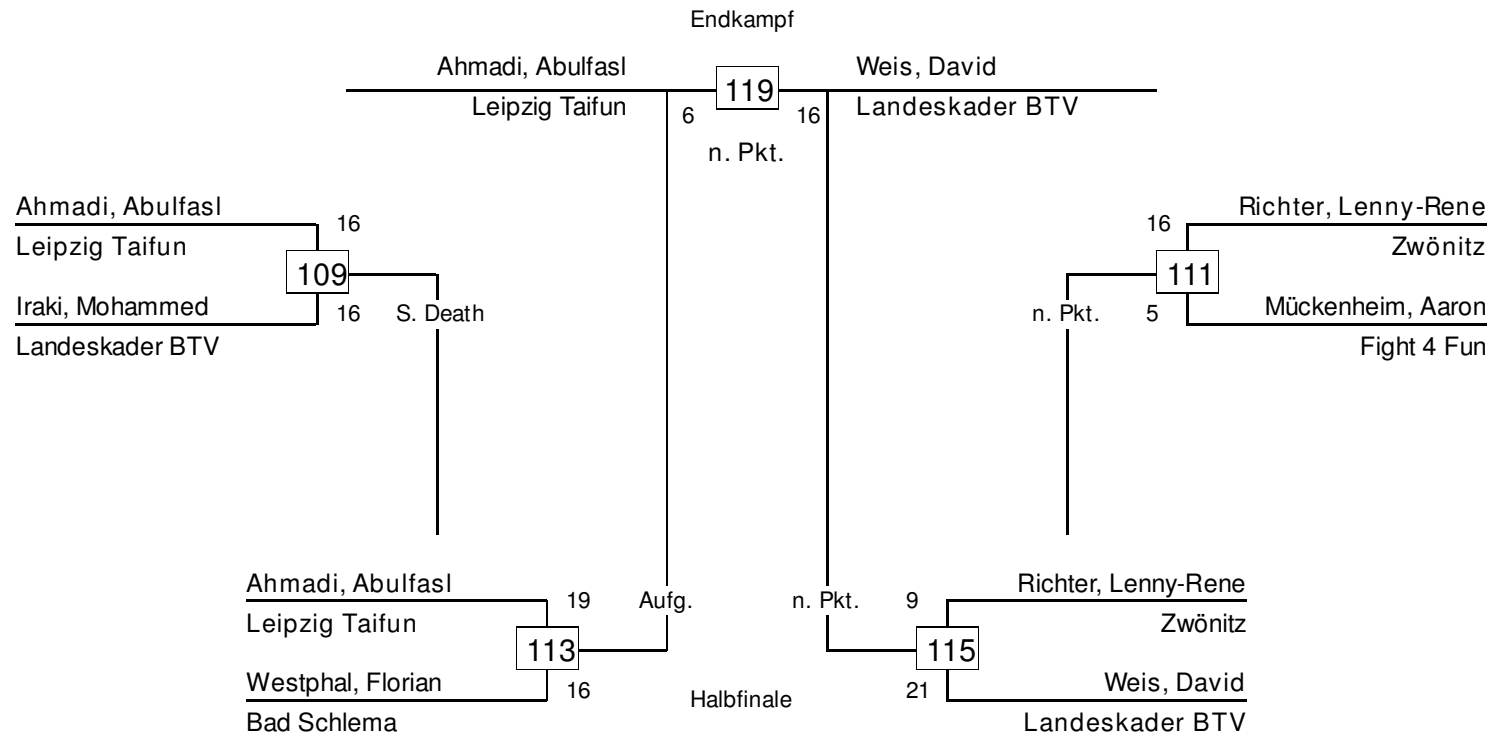 Endkampf
Ahmadi, Abulfasl
119
Weis, David
Leipzig Taifun
6
16
Landeskader BTV
n. Pkt.
Ahmadi, Abulfasl
16
Leipzig Taifun
109
Iraki, Mohammed
16
S. Death
Landeskader BTV
16
Richter, Lenny-Rene
111
Zwönitz
n. Pkt.
5
Mückenheim, Aaron
Fight 4 Fun
Ahmadi, Abulfasl
19
Aufg.
Leipzig Taifun
113
Westphal, Florian
16
Bad Schlema
Halbfinale
n. Pkt.
9
Richter, Lenny-Rene
Zwönitz
115
21
Weis, David
Landeskader BTV